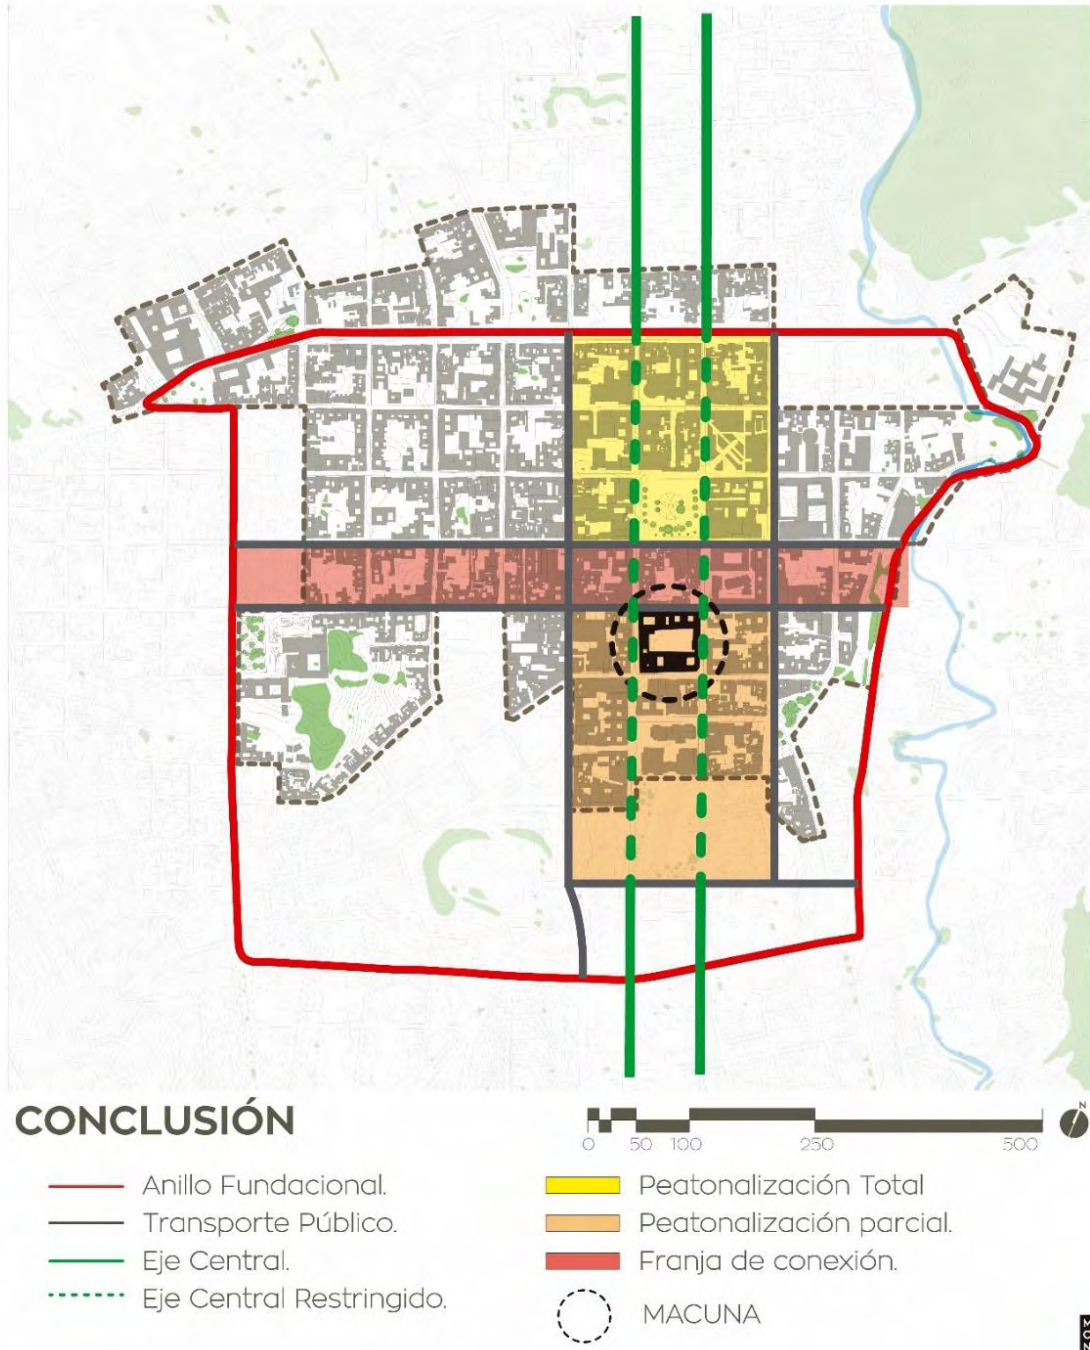 CONCLUSIÓN
N
0 50 100 250 500
Anillo Fundacional.
Transporte Público.
Eje Central.
Eje Central Restringido.
Peatonalización Total
Peatonalización parcial.
Franja de conexión.
MACUNA